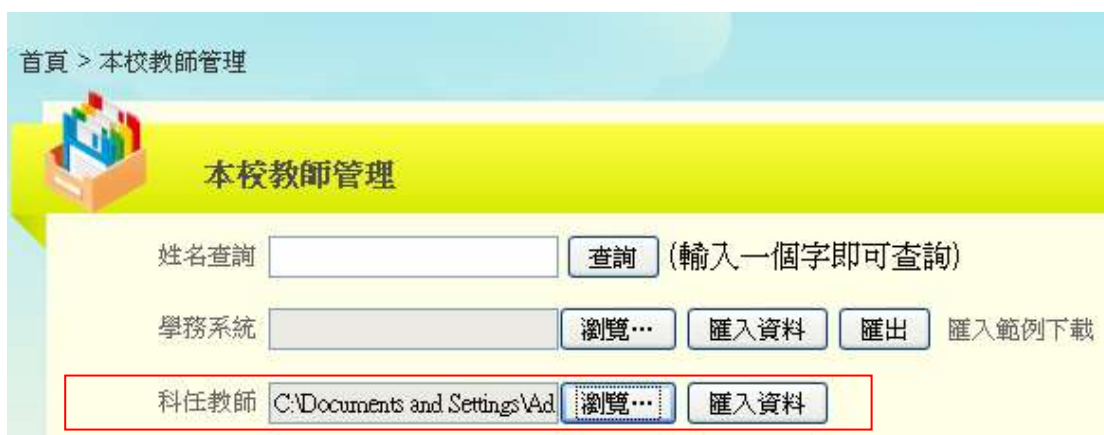 首頁 > 本校教師管理
本校教師管理
姓名查詢 查詢 (輸入一個字即可查詢)
學務系統 瀏覽… 匯入資料 匯出 匯入範例下載
科任教師 C:\Documents and Settings\Ad 瀏覽… 匯入資料